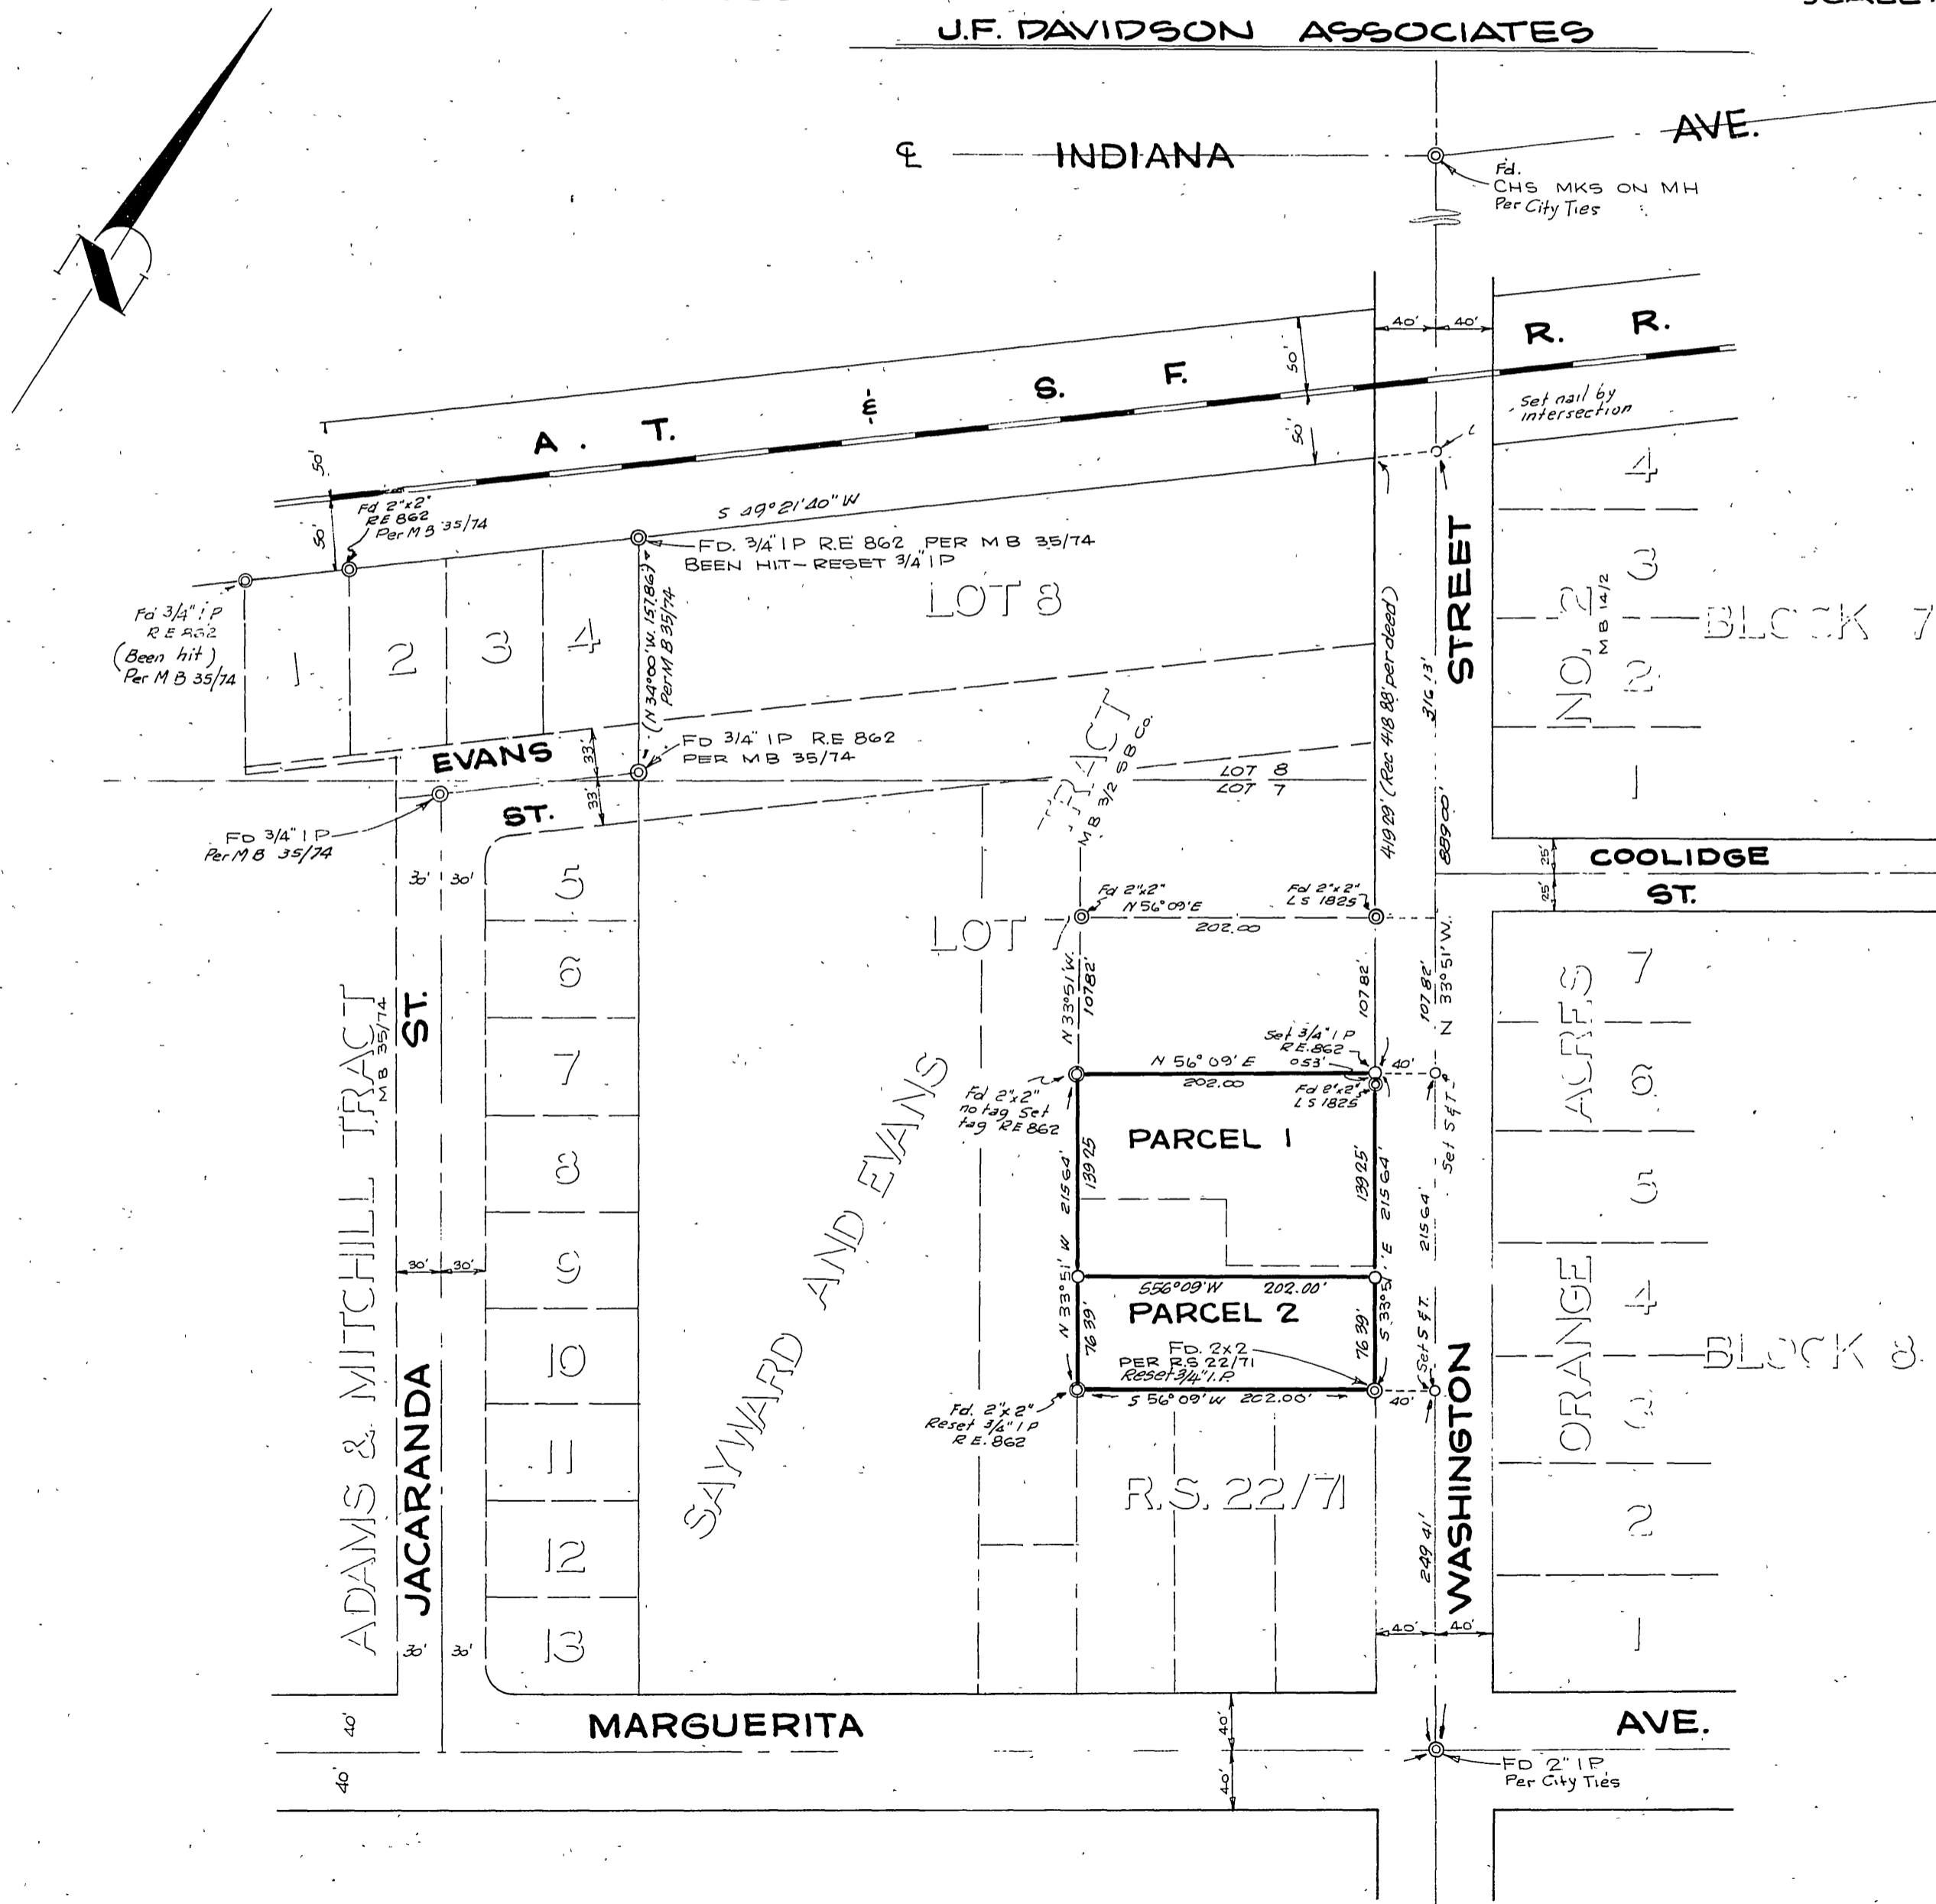 J.F. DAVIDSON ASSOCIATES
℄ INDIANA AVE.
Fd.
CHS MKS ON MH
Per City Ties
40' 40'
R. R.
A. T. & S. F.
50'
50'
Set nail by
intersection
50'
50'
Fd 2"x2"
RE 862
Per M B 35/74
S 49°21'40" W
FD. 3/4" I P R.E 862 PER M B 35/74
BEEN HIT-RESET 3/4" I P
Fd 3/4" I P
R E 862
(Been hit)
Per M B 35/74
1
2
3
4
(N 34°00' W. 157.86')
Per M B 35/74
LOT 8
419 29' (Rec 418 88' per deed)
316 13'
889 00'
STREET
NO. 2
M B 14/2
4
3
2
1
BLOCK 7
EVANS
ST.
33'
33'
FD 3/4" IP R.E 862
PER M B 35/74
FD 3/4" I P
Per M B 35/74
TRACT
M B 3/2 S B CO.
LOT 8
LOT 7
25'
25'
COOLIDGE
ST.
30' 30'
5
6
7
8
9
10
11
12
13
LOT 7
Fd 2"x2"
N 56°09' E
202.00
Fd 2"x2"
LS 1825
N 33°51' W.
107 82'
107 82'
107 82'
N 33°51' W.
Set 3/4" I P
RE. 862
0 53'
N 56°09' E
202.00
40'
Fd 2"x2"
LS 1825
Fd 2"x2"
no tag Set
tag RE 862
Set S & T
PARCEL 1
N 33°51' W 215 64'
139 25
139 25'
S 33°51' E 215 64'
215 64'
S 56°09' W 202.00'
PARCEL 2
76 39'
76 39'
Set S & T.
FD. 2x2
PER R.S. 22/71
Reset 3/4" I.P.
S 56°09' W 202.00'
40'
Fd. 2"x2"
Reset 3/4" I P
R E. 862
R.S. 22/71
249 41'
WASHINGTON
ORANGE ACRES
7
6
5
4
3
2
1
BLOCK 8
ADAMS & MITCHILL TRACT
M B 35/74
JACARANDA ST.
30' 30'
30' 30'
SAYWARD AND EVANS
40' 40'
40'
40'
MARGUERITA AVE.
40'
40'
FD 2" I P
Per City Ties